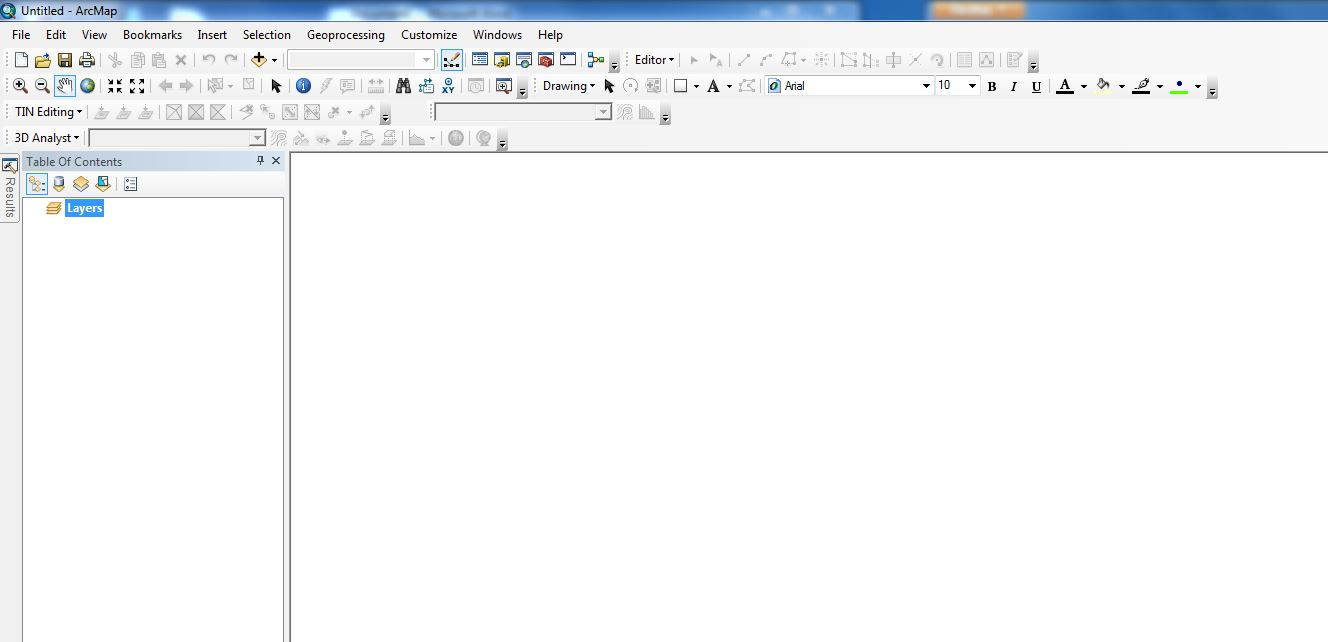 Untitled - ArcMap
File Edit View Bookmarks Insert Selection Geoprocessing Customize Windows Help
Editor
Drawing A Arial 10 B I U A
TIN Editing
3D Analyst
Table Of Contents
Results
Layers